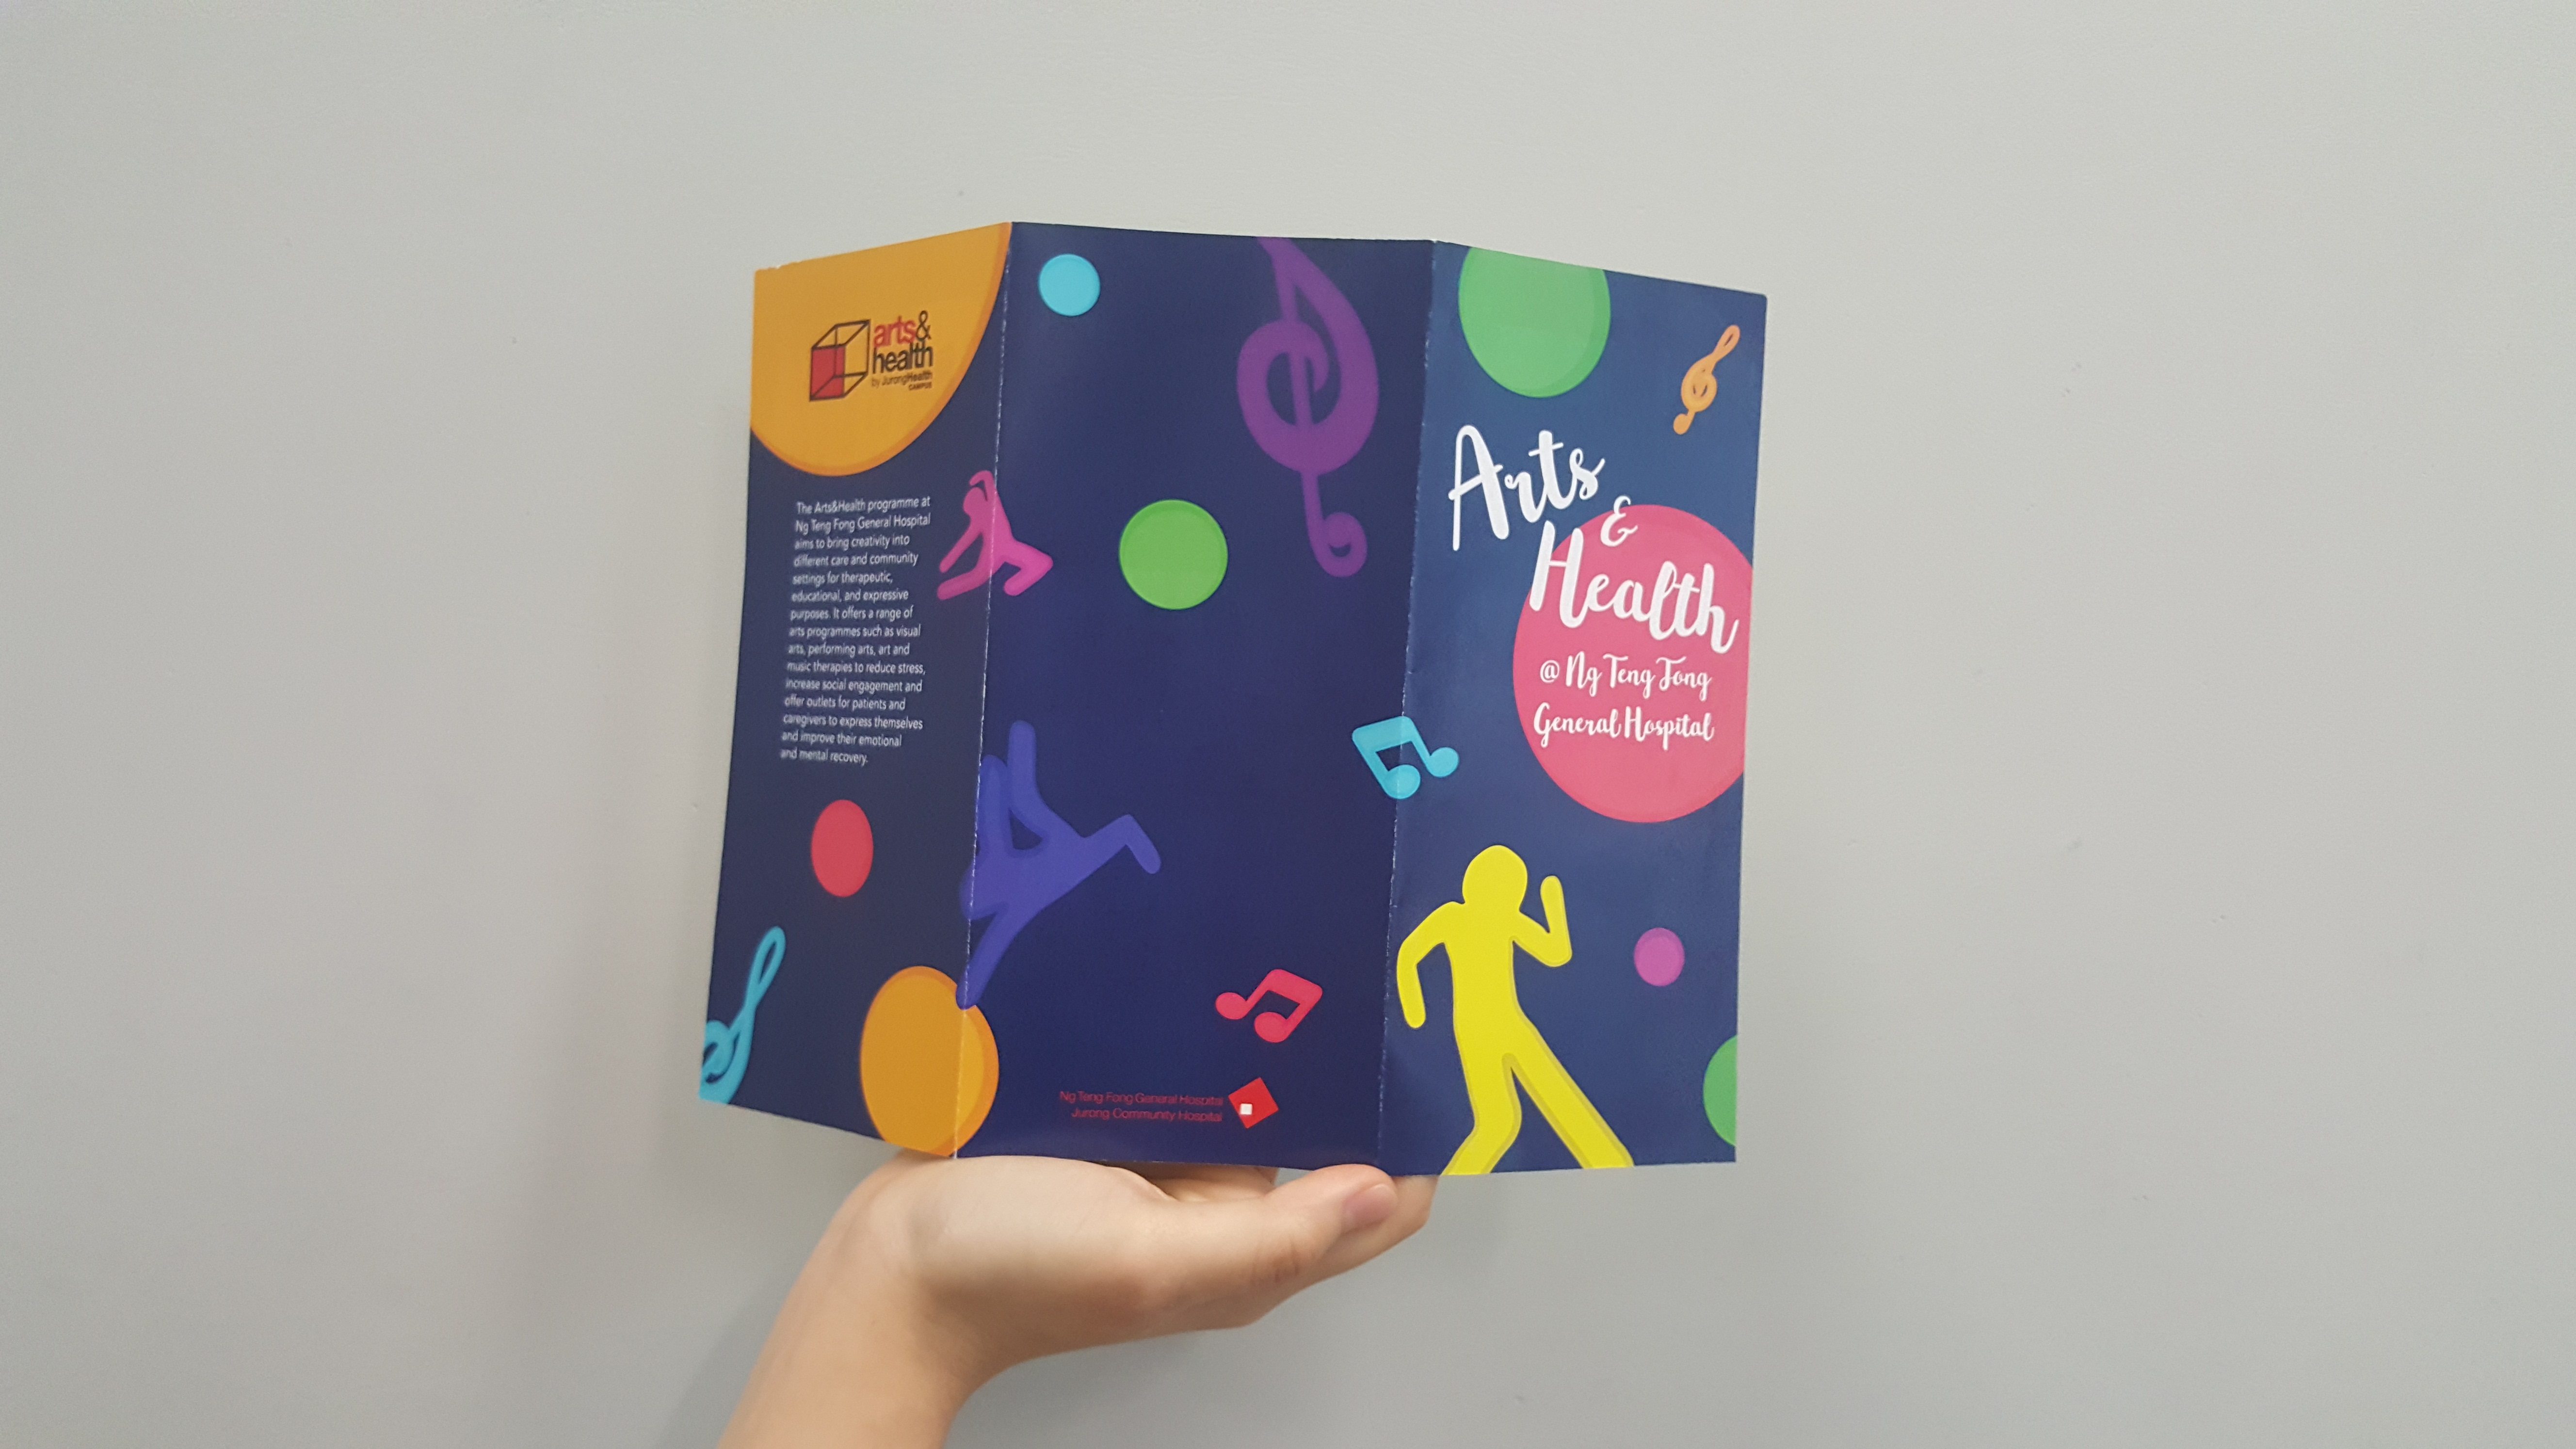 arts&
health
by JurongHealth
CAMPUS
The Arts&Health programme at
Ng Teng Fong General Hospital
aims to bring creativity into
different care and community
settings for therapeutic,
educational, and expressive
purposes. It offers a range of
arts programmes such as visual
arts, performing arts, art and
music therapies to reduce stress,
increase social engagement and
offer outlets for patients and
caregivers to express themselves
and improve their emotional
and mental recovery.
Ng Teng Fong General Hospital
Jurong Community Hospital
Arts
&
Health
@ Ng Teng Fong
General Hospital